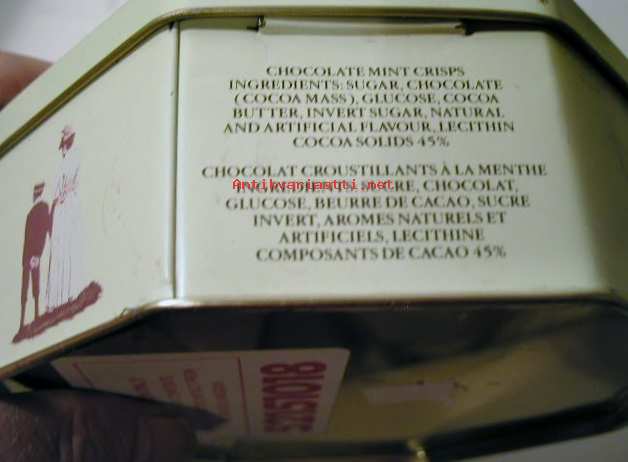 CHOCOLATE MINT CRISPS
INGREDIENTS: SUGAR, CHOCOLATE
(COCOA MASS), GLUCOSE, COCOA
BUTTER, INVERT SUGAR, NATURAL
AND ARTIFICIAL FLAVOUR, LECITHIN
COCOA SOLIDS 45%
CHOCOLAT CROUSTILLANTS À LA MENTHE
Antikvariaatti.net
SUCRE, CHOCOLAT,
GLUCOSE, BEURRE DE CACAO, SUCRE
INVERT, AROMES NATURELS ET
ARTIFICIELS, LECITHINE
COMPOSANTS DE CACAO 45%